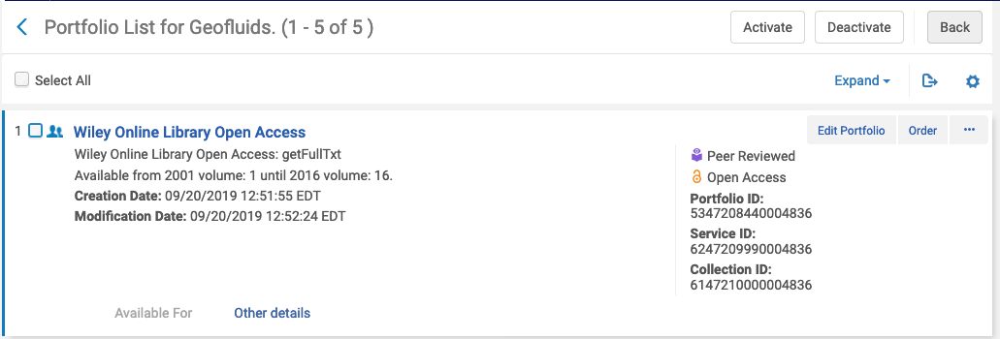 Portfolio List for Geofluids. (1 - 5 of 5 )
Activate
Deactivate
Back
Select All
Expand
1
Wiley Online Library Open Access
Edit Portfolio
Order
Wiley Online Library Open Access: getFullTxt
Available from 2001 volume: 1 until 2016 volume: 16.
Creation Date: 09/20/2019 12:51:55 EDT
Modification Date: 09/20/2019 12:52:24 EDT
Peer Reviewed
Open Access
Portfolio ID:
5347208440004836
Service ID:
6247209990004836
Collection ID:
6147210000004836
Available For
Other details